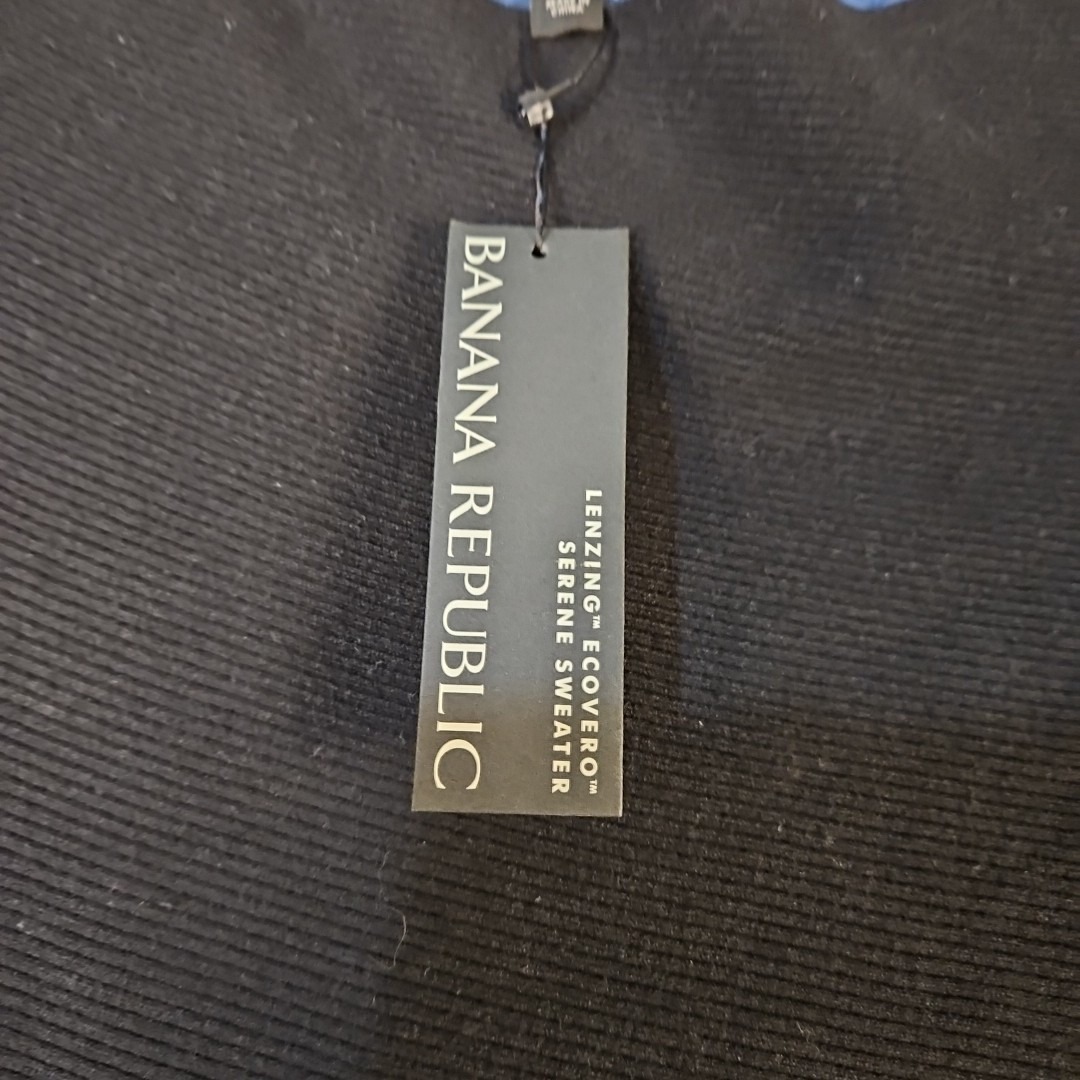 BANANA REPUBLIC
LENZING™ ECOVERO™
SERENE SWEATER